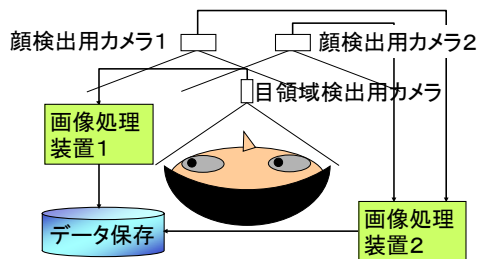 顔検出用カメラ1
顔検出用カメラ2
目領域検出用カメラ
画像処理
装置1
データ保存
画像処理
装置2